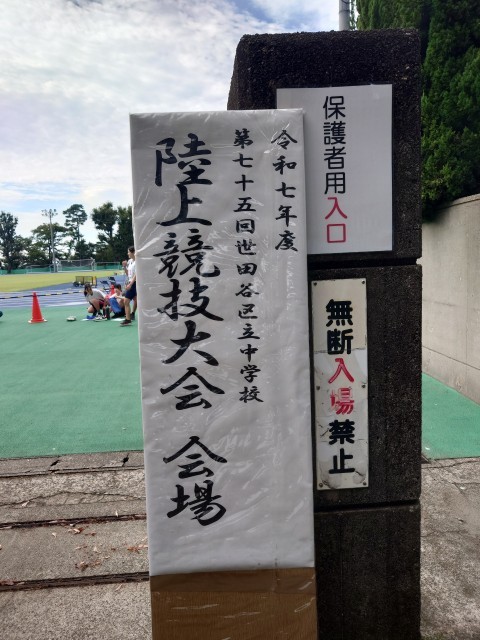 令和七年度
第七十五回世田谷区立中学校
陸上競技大会 会場
保護者用入口
無断入場禁止